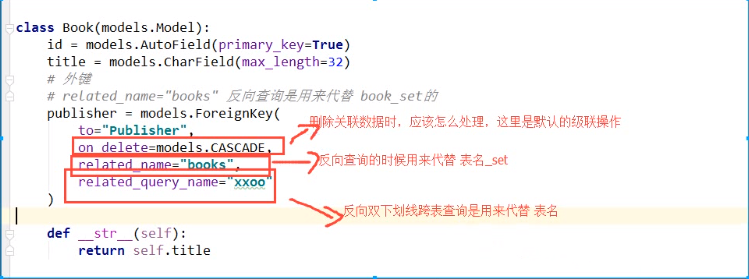 class Book(models.Model):
id = models.AutoField(primary_key=True)
title = models.CharField(max_length=32)
# 外键
# related_name="books" 反向查询是用来代替 book_set的
publisher = models.ForeignKey(
to="Publisher",
删除关联数据时，应该怎么处理，这里是默认的级联操作
on_delete=models.CASCADE,
related_name="books",
反向查询的时候用来代替 表名_set
related_query_name="xxoo"
)
反向双下划线跨表查询是用来代替 表名
def __str__(self):
return self.title